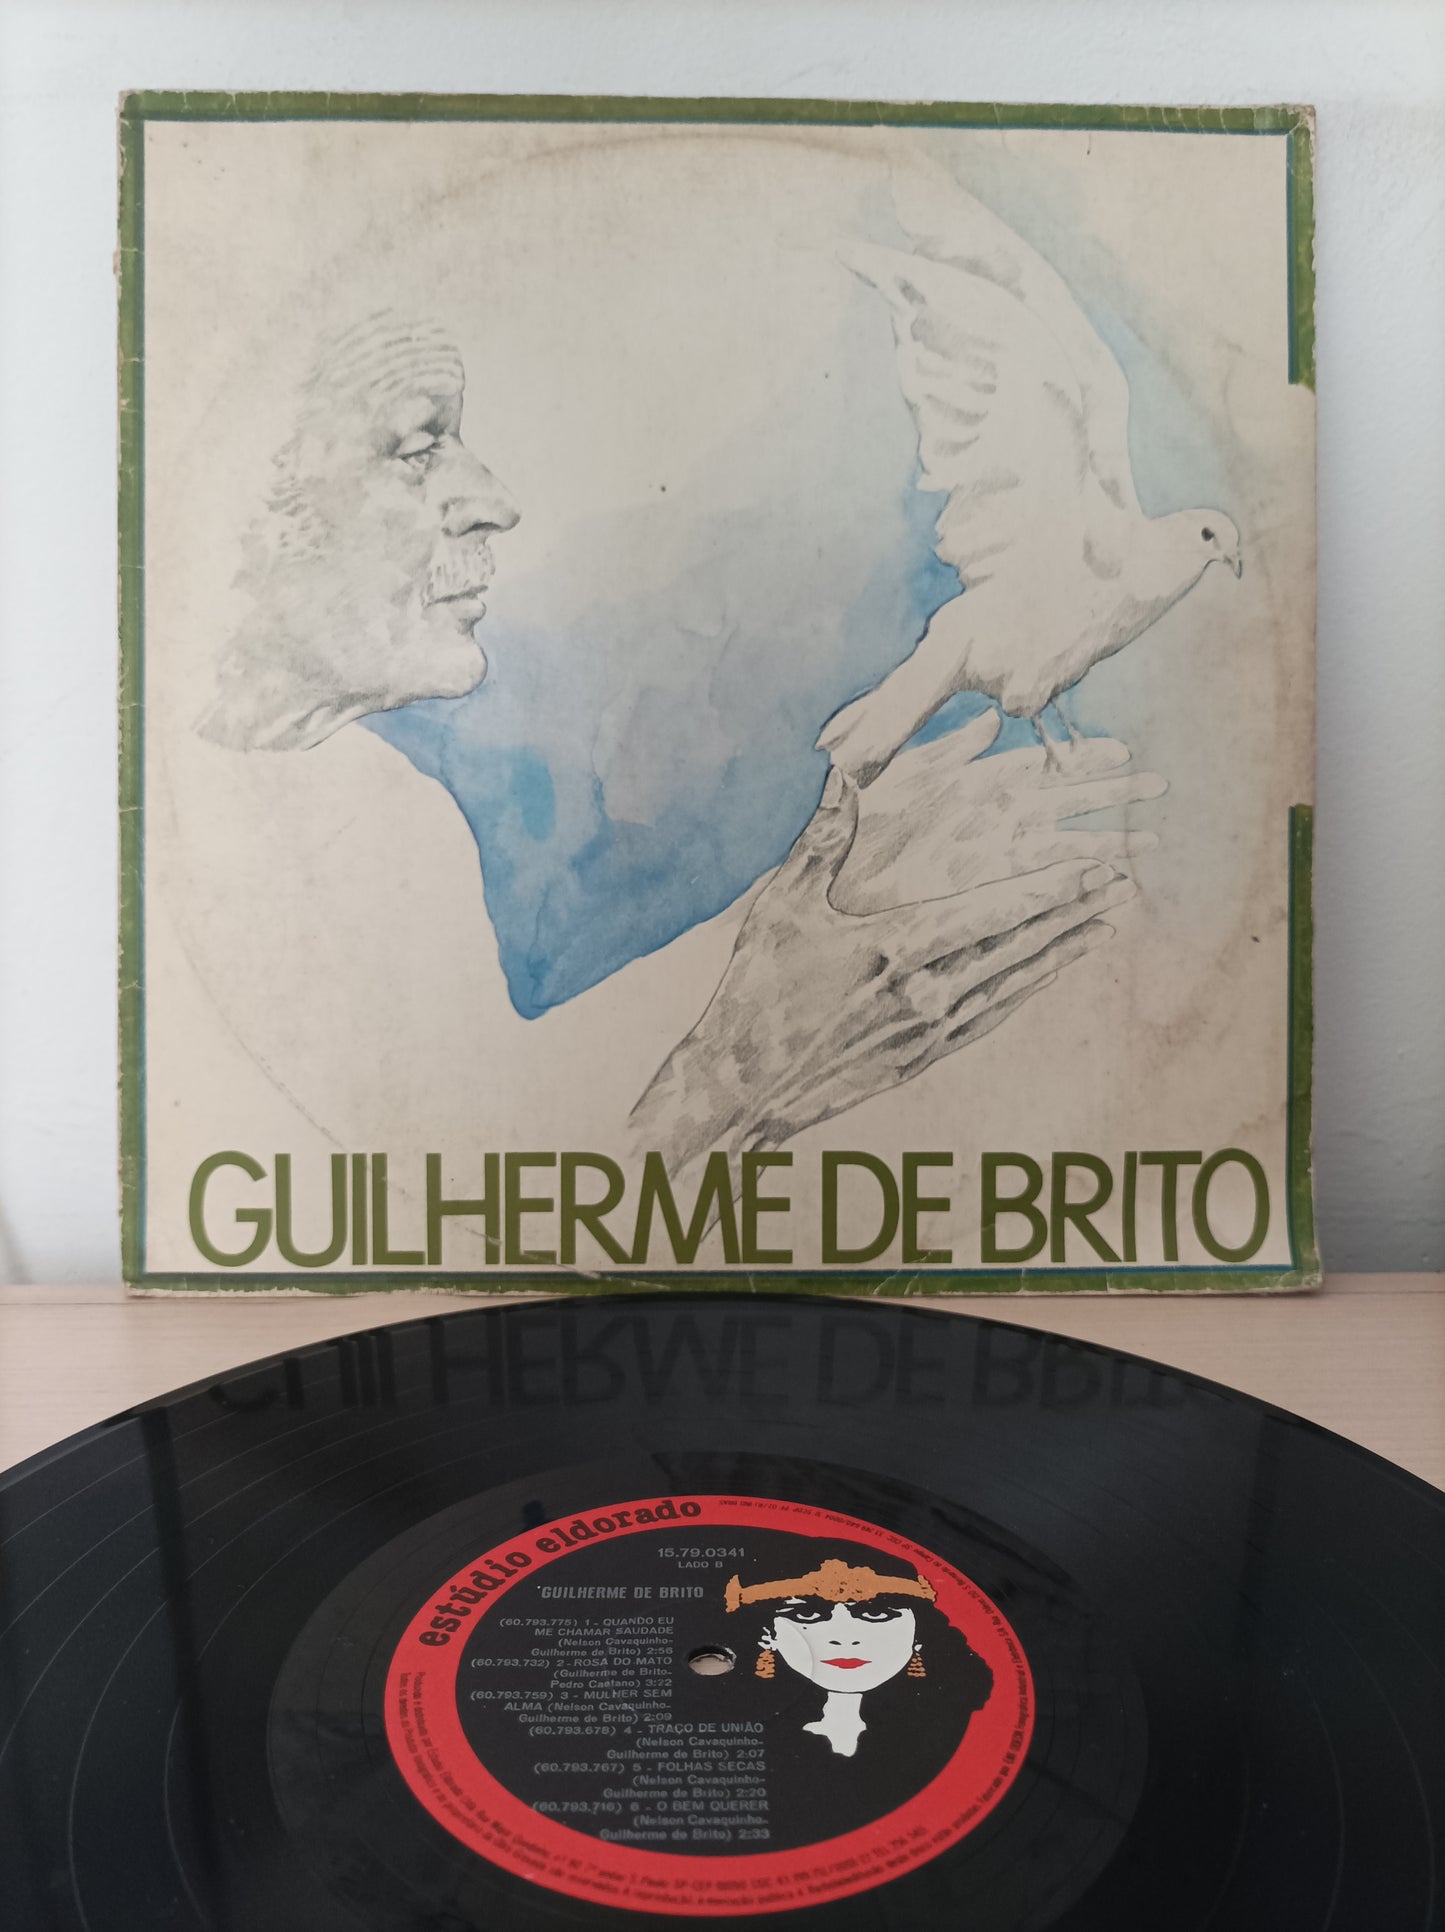 GUILHERME DE BRITO
estúdio eldorado
15.79.0341
LADO B
GUILHERME DE BRITO
(60.793.775) 1 - QUANDO EU
ME CHAMAR SAUDADE
(Nelson Cavaquinho-
Guilherme de Brito) 2:56
(60.793.732) 2 - ROSA DO MATO
(Guilherme de Brito-
Pedro Caetano) 3:22
(60.793.759) 3 - MULHER SEM
ALMA (Nelson Cavaquinho-
Guilherme de Brito) 2:09
(60.793.678) 4 - TRAÇO DE UNIÃO
(Nelson Cavaquinho-
Guilherme de Brito) 2:07
(60.793.767) 5 - FOLHAS SECAS
(Nelson Cavaquinho-
Guilherme de Brito) 2:20
(60.793.716) 6 - O BEM QUERER
(Nelson Cavaquinho-
Guilherme de Brito) 2:33